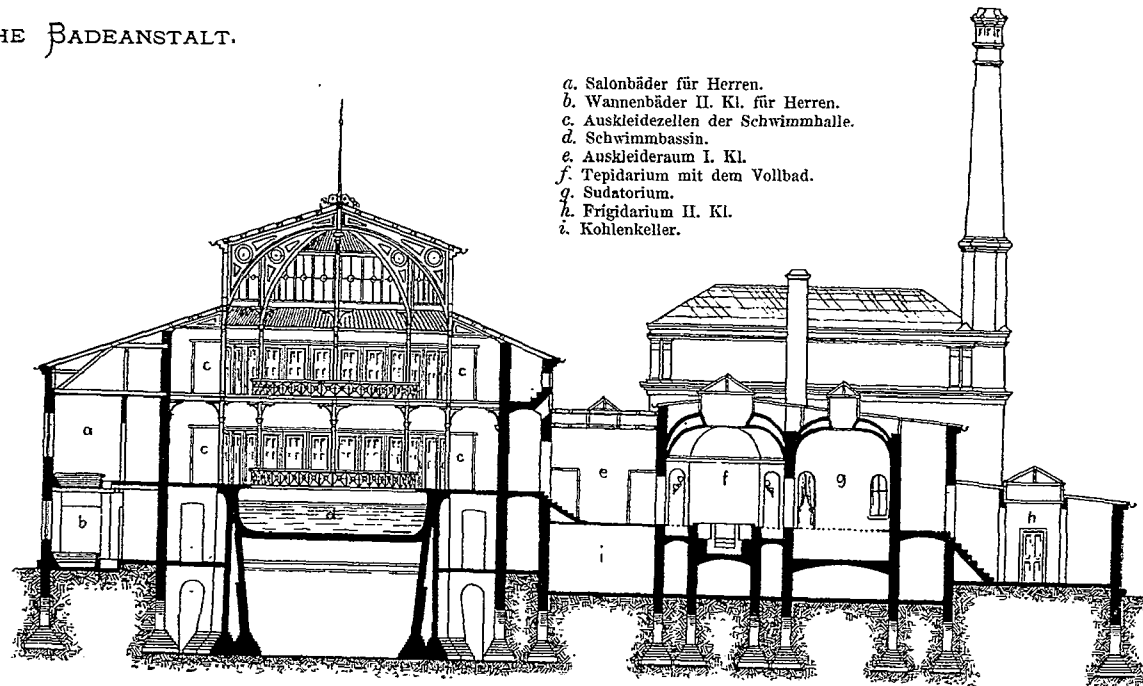 HE BADEANSTALT.
a. Salonbäder für Herren.
b. Wannenbäder II. Kl. für Herren.
c. Auskleidezellen der Schwimmhalle.
d. Schwimmbassin.
e. Auskleideraum I. Kl.
f. Tepidarium mit dem Vollbad.
g. Sudatorium.
h. Frigidarium II. Kl.
i. Kohlenkeller.
c
c
a
c
c
e
f
g
b
d
i
h